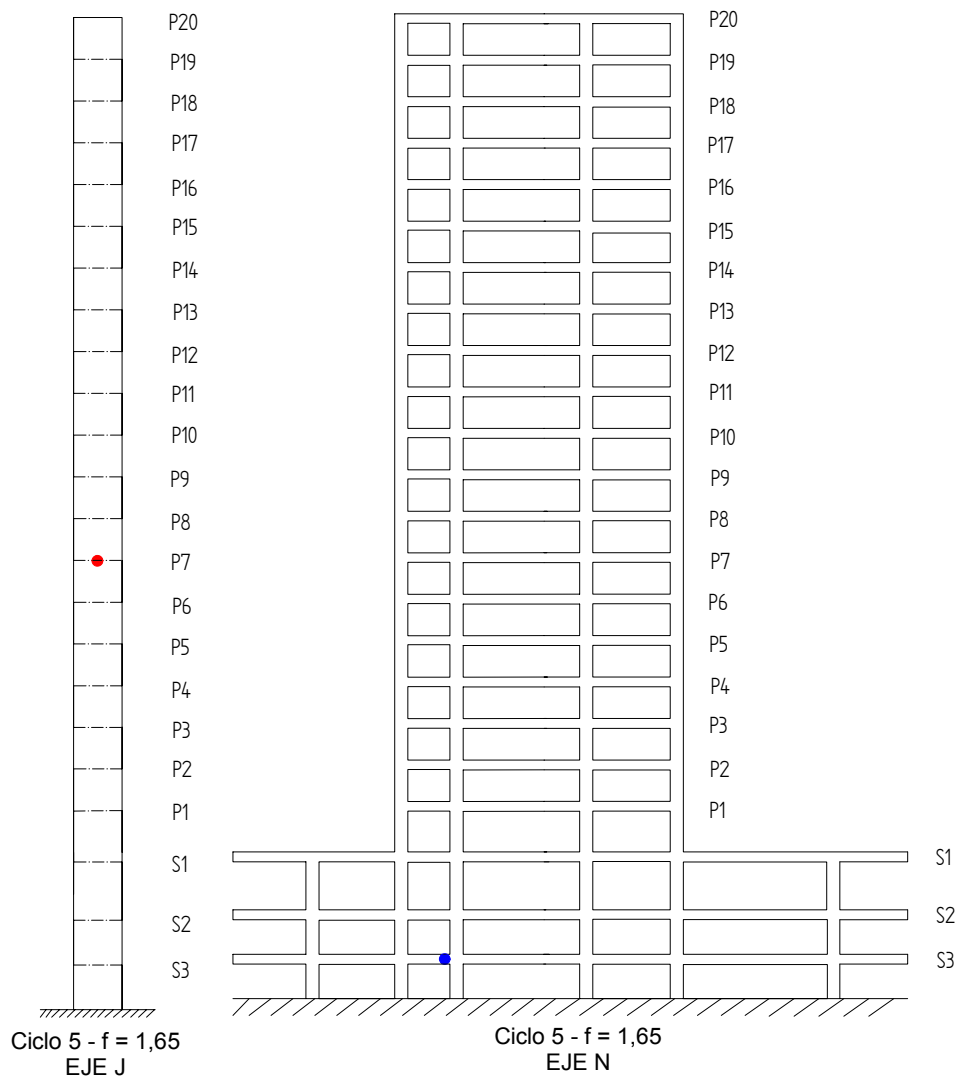 P20
P19
P18
P17
P16
P15
P14
P13
P12
P11
P10
P9
P8
P7
P6
P5
P4
P3
P2
P1
S1
S2
S3
Ciclo 5 - f = 1,65
EJE J
P20
P19
P18
P17
P16
P15
P14
P13
P12
P11
P10
P9
P8
P7
P6
P5
P4
P3
P2
P1
S1
S2
S3
Ciclo 5 - f = 1,65
EJE N